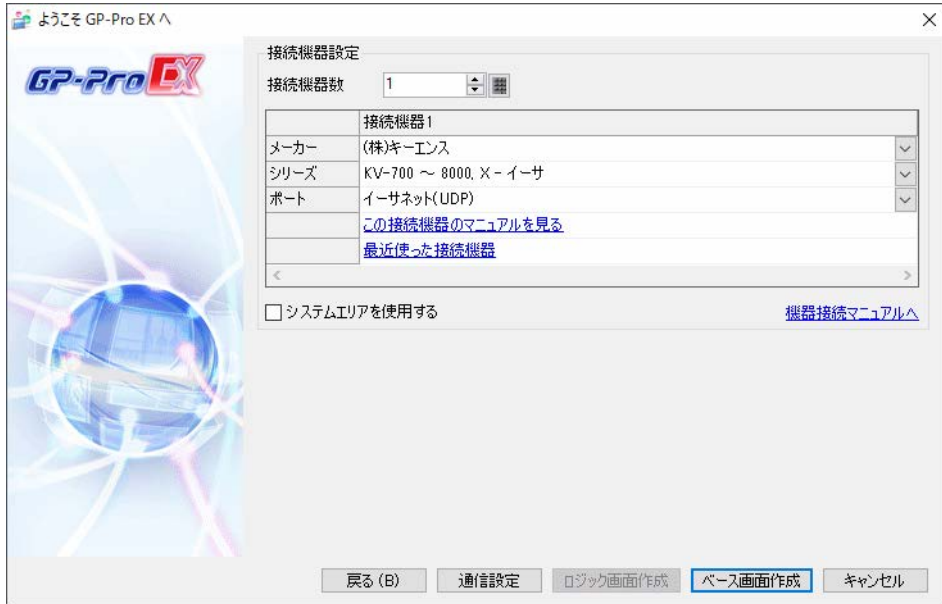 ようこそ GP-Pro EX へ
GP-Pro EX
接続機器設定
接続機器数 1
接続機器1
メーカー (株)キーエンス
シリーズ KV-700 ～ 8000, X - イーサ
ポート イーサネット(UDP)
この接続機器のマニュアルを見る
最近使った接続機器
システムエリアを使用する 機器接続マニュアルへ
戻る (B) 通信設定 ロジック画面作成 ベース画面作成 キャンセル